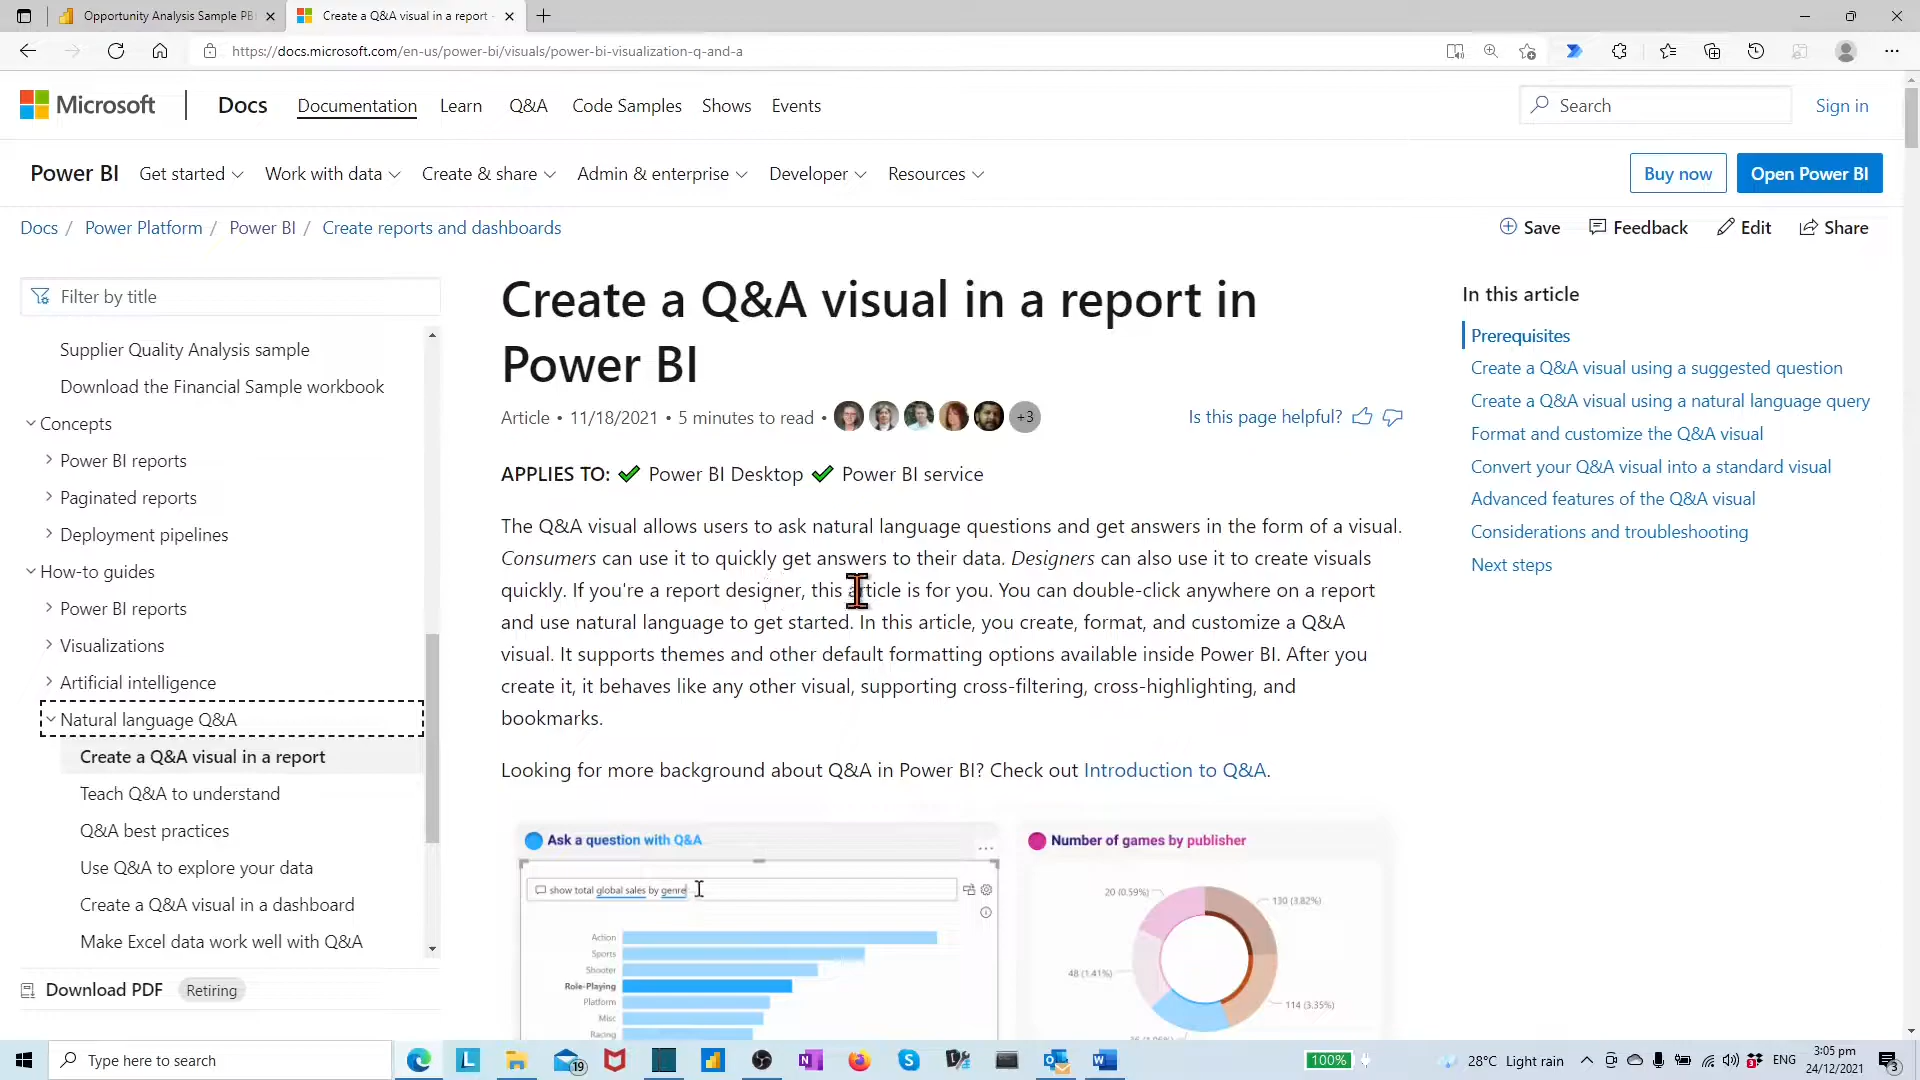 Opportunity Analysis Sample PBI
Create a Q&A visual in a report -
https://docs.microsoft.com/en-us/power-bi/visuals/power-bi-visualization-q-and-a
Microsoft
Docs
Documentation
Learn
Q&A
Code Samples
Shows
Events
Search
Sign in
Power BI
Get started
Work with data
Create & share
Admin & enterprise
Developer
Resources
Buy now
Open Power BI
Docs / Power Platform / Power BI / Create reports and dashboards
Save
Feedback
Edit
Share
Filter by title
Supplier Quality Analysis sample
Download the Financial Sample workbook
Concepts
Power BI reports
Paginated reports
Deployment pipelines
How-to guides
Power BI reports
Visualizations
Artificial intelligence
Natural language Q&A
Create a Q&A visual in a report
Teach Q&A to understand
Q&A best practices
Use Q&A to explore your data
Create a Q&A visual in a dashboard
Make Excel data work well with Q&A
Download PDF
Retiring
Create a Q&A visual in a report in
Power BI
Article • 11/18/2021 • 5 minutes to read •
+3
Is this page helpful?
APPLIES TO: Power BI Desktop Power BI service
The Q&A visual allows users to ask natural language questions and get answers in the form of a visual.
Consumers can use it to quickly get answers to their data. Designers can also use it to create visuals
quickly. If you're a report designer, this article is for you. You can double-click anywhere on a report
and use natural language to get started. In this article, you create, format, and customize a Q&A
visual. It supports themes and other default formatting options available inside Power BI. After you
create it, it behaves like any other visual, supporting cross-filtering, cross-highlighting, and
bookmarks.
Looking for more background about Q&A in Power BI? Check out Introduction to Q&A.
Ask a question with Q&A
show total global sales by genre
Action
Sports
Shooter
Role-Playing
Platform
Misc
Racing
Number of games by publisher
20 (0.59%)
130 (3.82%)
48 (1.41%)
114 (3.35%)
In this article
Prerequisites
Create a Q&A visual using a suggested question
Create a Q&A visual using a natural language query
Format and customize the Q&A visual
Convert your Q&A visual into a standard visual
Advanced features of the Q&A visual
Considerations and troubleshooting
Next steps
Type here to search
19
100%
28°C Light rain
ENG
3:05 pm
24/12/2021
3